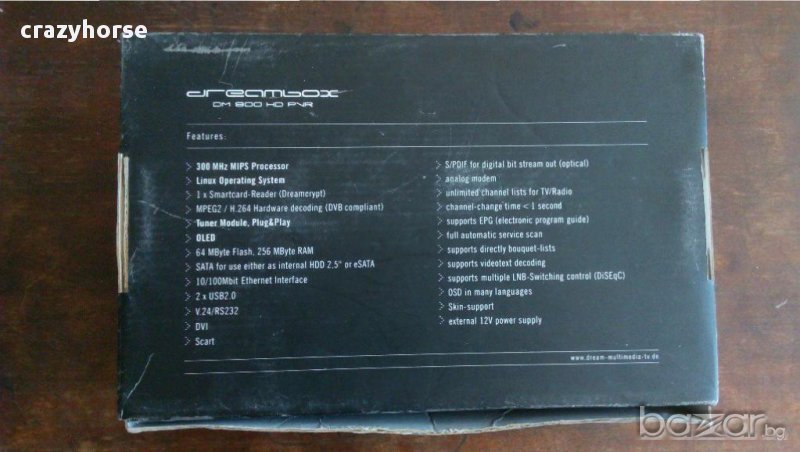 crazyhorse
dreambox
DM 800 HD PVR
Features:
300 MHz MIPS Processor
Linux Operating System
1 x Smartcard-Reader (Dreamcrypt)
MPEG2 / H.264 Hardware decoding (DVB compliant)
Tuner Module, Plug&Play
OLED
64 MByte Flash, 256 MByte RAM
SATA for use either as internal HDD 2,5" or eSATA
10/100Mbit Ethernet Interface
2 x USB2.0
V.24/RS232
DVI
Scart
S/PDIF for digital bit stream out (optical)
analog modem
unlimited channel lists for TV/Radio
channel-change time < 1 second
supports EPG (electronic program guide)
full automatic service scan
supports directly bouquet-lists
supports videotext decoding
supports multiple LNB-Switching control (DiSEqC)
OSD in many languages
Skin-support
external 12V power supply
www.dream-multimedia-tv.de
bazar.bg